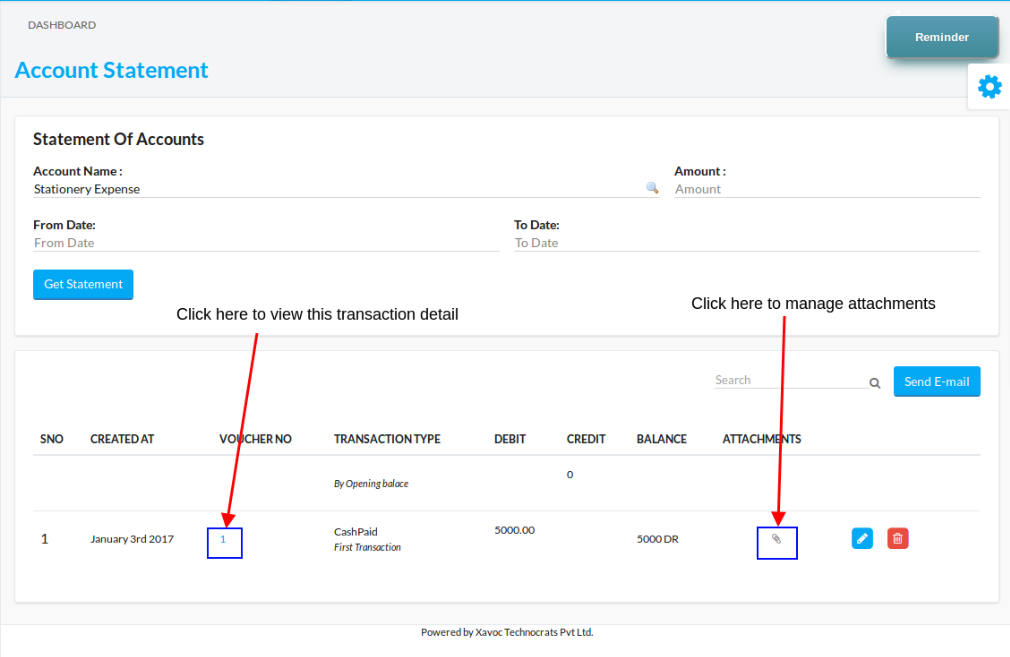 DASHBOARD
Reminder
Account Statement
Statement Of Accounts
Account Name :
Amount :
Stationery Expense
Amount
From Date:
To Date:
From Date
To Date
Get Statement
Click here to view this transaction detail
Click here to manage attachments
Search
Send E-mail
SNO CREATED AT VOUCHER NO TRANSACTION TYPE DEBIT CREDIT BALANCE ATTACHMENTS
0
By Opening balace
1 January 3rd 2017 1 CashPaid 5000.00 5000 DR
First Transaction
Powered by Xavoc Technocrats Pvt Ltd.